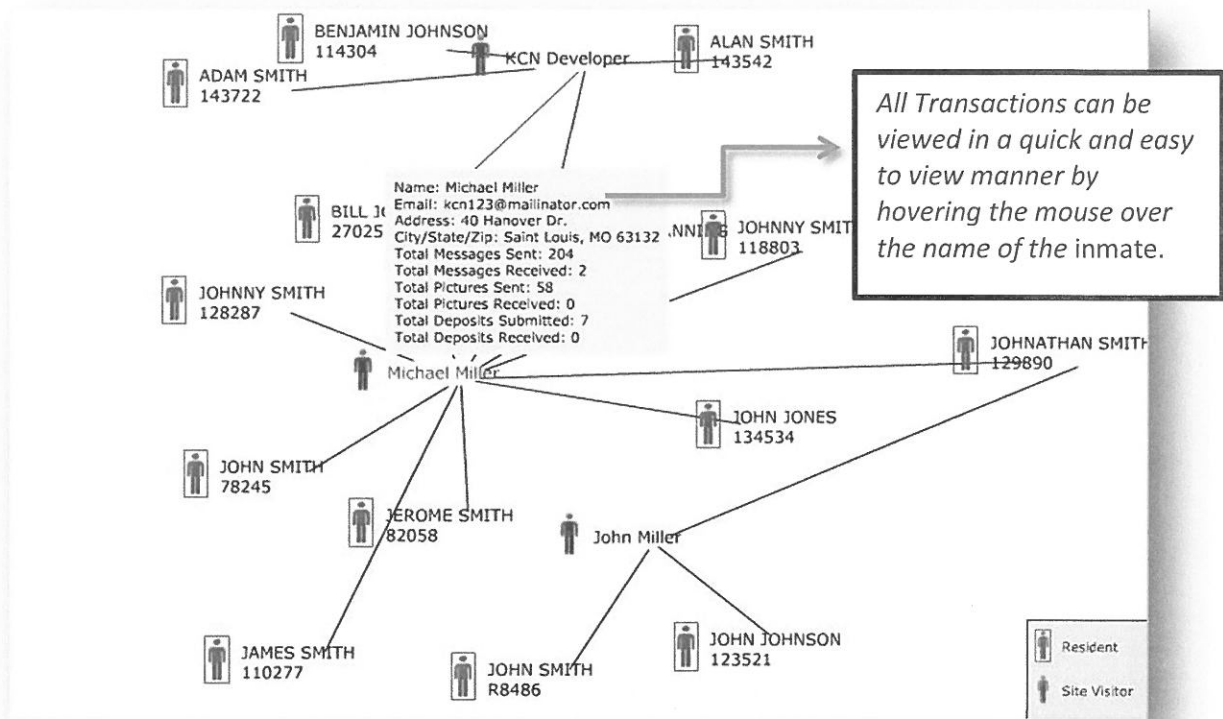 BENJAMIN JOHNSON
114304
KCN Developer
ALAN SMITH
143542
ADAM SMITH
143722
All Transactions can be
viewed in a quick and easy
to view manner by
hovering the mouse over
the name of the inmate.
Name: Michael Miller
Email: kcn123@mailinator.com
Address: 40 Hanover Dr.
City/State/Zip: Saint Louis, MO 63132
Total Messages Sent: 204
Total Messages Received: 2
Total Pictures Sent: 58
Total Pictures Received: 0
Total Deposits Submitted: 7
Total Deposits Received: 0
BILL
27025
JOHNNY SMIT
118803
JOHNNY SMITH
128287
Michael Miller
JOHNATHAN SMITH
129890
JOHN JONES
134534
JOHN SMITH
78245
JEROME SMITH
82058
John Miller
JAMES SMITH
110277
JOHN SMITH
R8486
JOHN JOHNSON
123521
Resident
Site Visitor